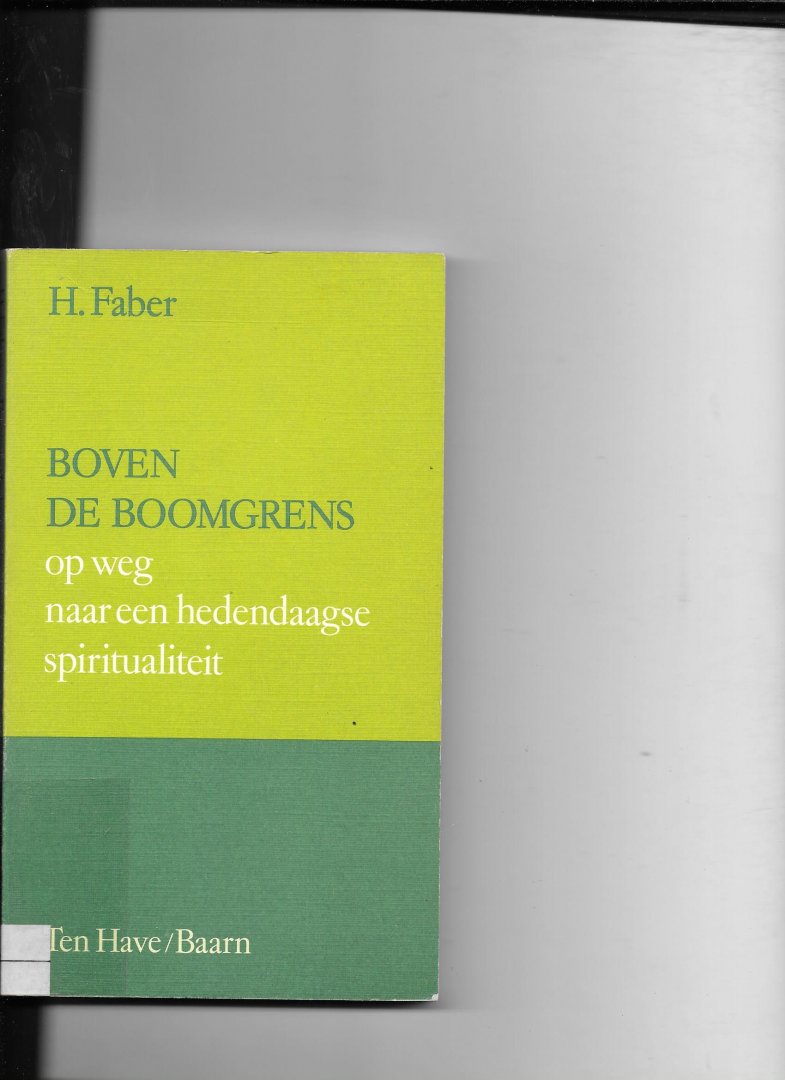 H. Faber
BOVEN
DE BOOMGRENS
op weg
naar een hedendaagse
spiritualiteit
Ten Have/Baarn